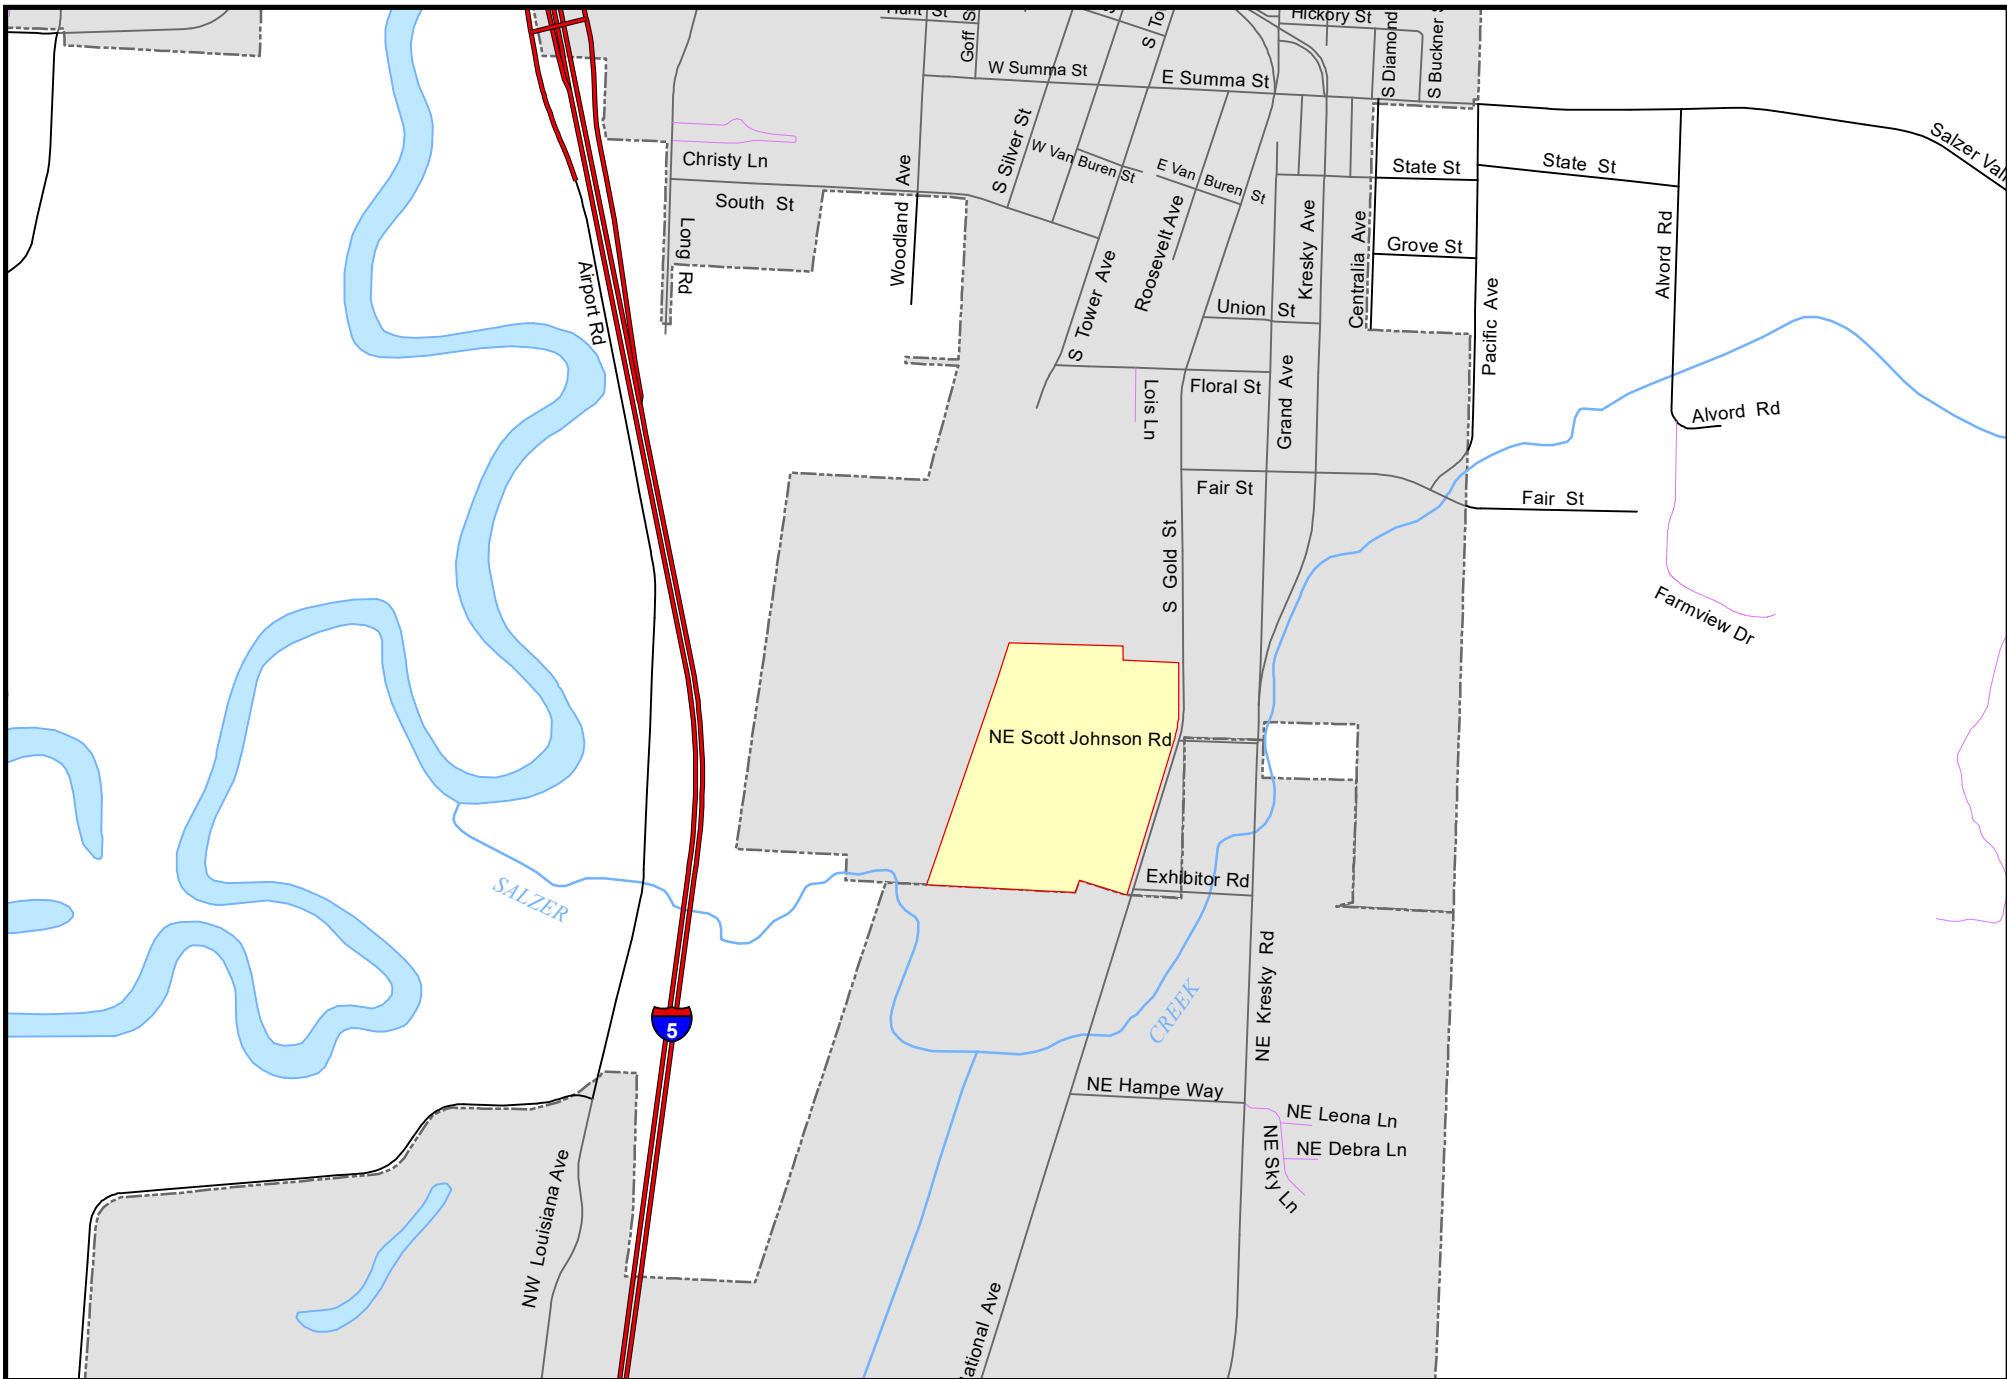 Hunt St
Goff S
S To
Hickory St
S Diamond
S Buckner S
W Summa St
E Summa St
Salzer Vall
Christy Ln
Woodland Ave
S Silver St
W Van Buren St
E Van Buren St
State St
State St
South St
Long Rd
Airport Rd
Roosevelt Ave
Kresky Ave
Centralia Ave
Grove St
Alvord Rd
S Tower Ave
Union St
Pacific Ave
Lois Ln
Floral St
Grand Ave
Alvord Rd
Fair St
Fair St
S Gold St
Farmview Dr
NE Scott Johnson Rd
SALZER
Exhibitor Rd
NE Kresky Rd
CREEK
5
NE Hampe Way
NE Leona Ln
NE Debra Ln
NE Sky Ln
NW Louisiana Ave
ational Ave